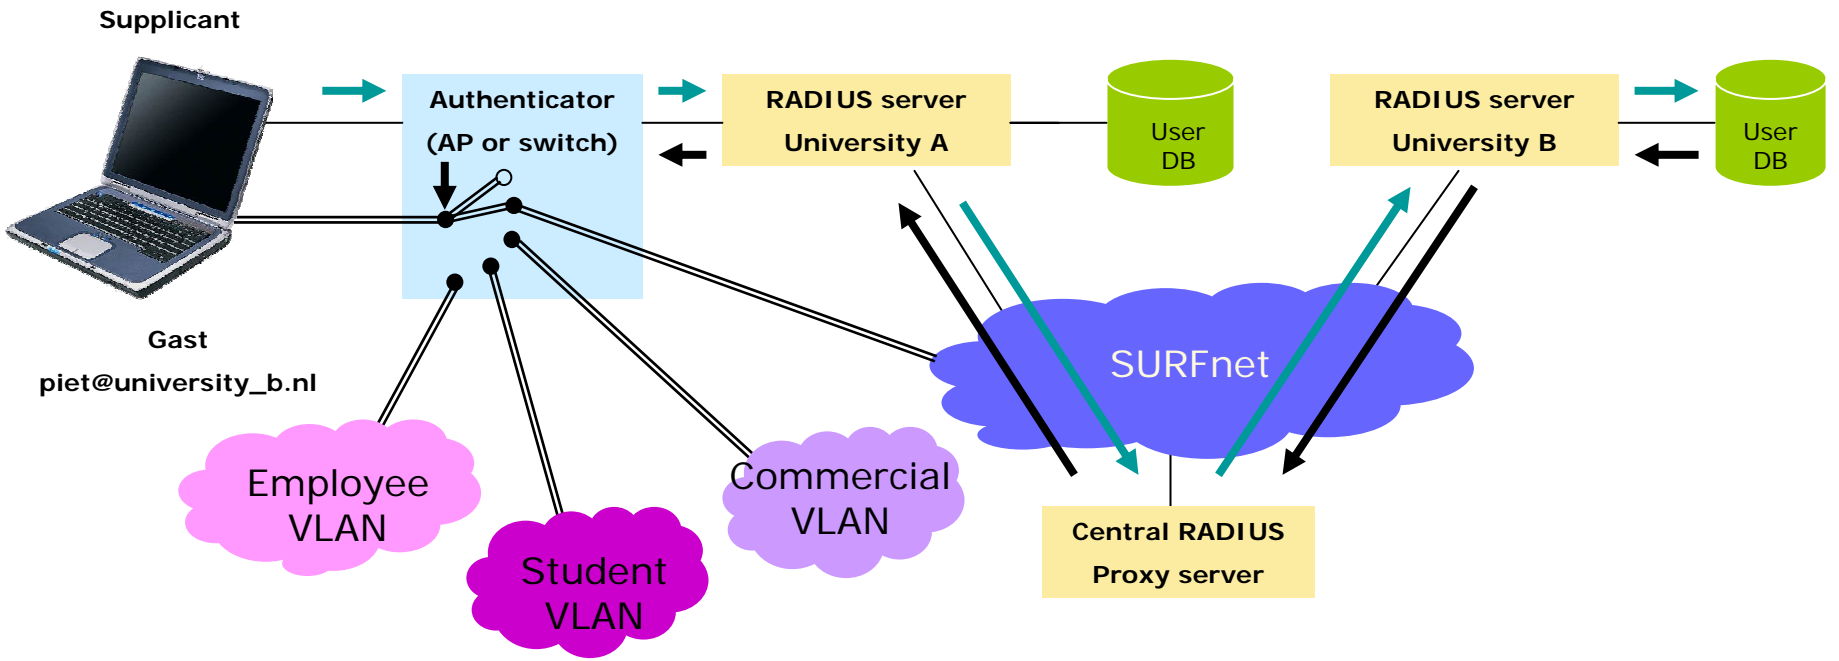 Supplicant
Authenticator
(AP or switch)
RADIUS server
University A
User
DB
RADIUS server
University B
User
DB
Gast
piet@university_b.nl
SURFnet
Employee
VLAN
Student
VLAN
Commercial
VLAN
Central RADIUS
Proxy server